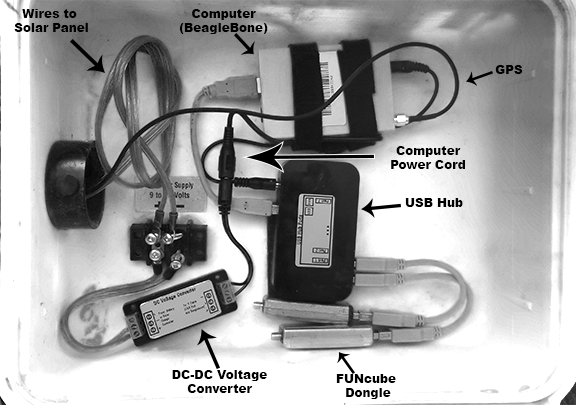 Wires to
Solar Panel
Computer
(BeagleBone)
GPS
Computer
Power Cord
Supply
9 to
Volts
USB Hub
DC Voltage Converter
DC-DC Voltage
Converter
FUNcube
Dongle